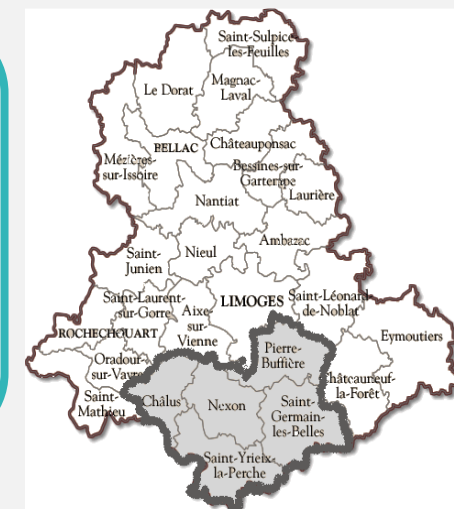 Saint-Sulpice-
les-Feuilles
Magnac-
Laval
Le Dorat
BELLAC
Châteauponsac
Mézières-
sur-Issoire
Bessines-sur-
Gartempe
Laurière
Nantiat
Ambazac
Saint-
Junien
Nieul
Saint-Laurent-
sur-Gorre
LIMOGES
Saint-Léonard-
de-Noblat
Aixe
sur-
Vienne
ROCHECHOUART
Eymoutiers
Pierre-
Buffière
Oradour-
sur-Vayre
Châteauneuf-
la-Forêt
Saint-
Mathieu
Châlus
Nexon
Saint-
Germain-
les-Belles
Saint-Yrieix-
la-Perche